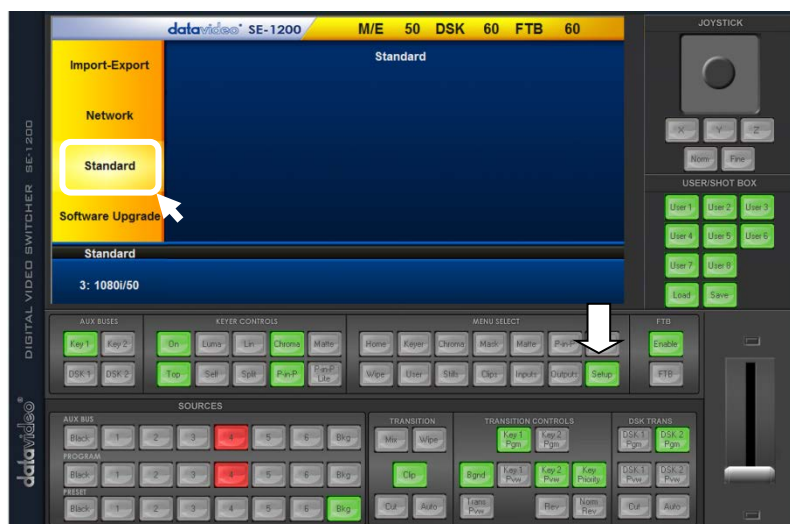 datavideo SE-1200 M/E 50 DSK 60 FTB 60
Import-Export
Standard
Network
Standard
Software Upgrade
Standard
3: 1080i/50
JOYSTICK
X Y Z
Norm Fine
USER/SHOT BOX
User 1 User 2 User 3
User 4 User 5 User 6
User 7 User 8
Load Save
DIGITAL VIDEO SWITCHER SE-1200
datavideo
AUX BUSES
Key 1 Key 2
DSK 1 DSK 2
KEYER CONTROLS
On Luma Lin Chroma Matte
Top Self Split P-in-P P-in-P Lite
MENU SELECT
Home Keyer Chroma Mask Matte P-in-P
Wipe User Stills Clips Inputs Outputs Setup
FTB
Enable
FTB
SOURCES
AUX BUS
Black 1 2 3 4 5 6 Bkg
PROGRAM
Black 1 2 3 4 5 6 Bkg
PRESET
Black 1 2 3 4 5 6 Bkg
TRANSITION
Mix Wipe
Clip
Cut Auto
TRANSITION CONTROLS
Key 1 Pgm Key 2 Pgm
Bgnd Key 1 Pvw Key 2 Pvw Key Priority
Trans Pvw Rev Norm Rev
DSK TRANS
DSK 1 Pgm DSK 2 Pgm
DSK 1 Pvw DSK 2 Pvw
Cut Auto